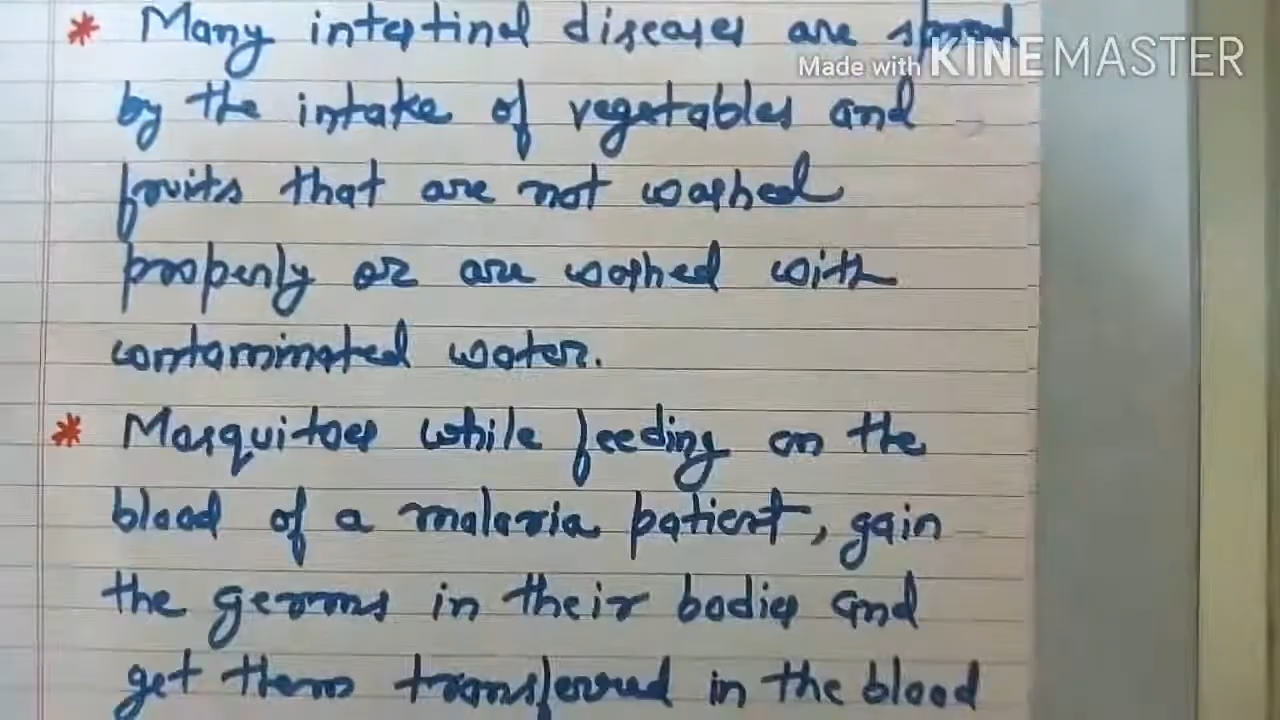 * Many intestinal diseases are spread
Made with KINEMASTER
by the intake of vegetables and
fruits that are not washed
properly or are washed with
contaminated water.
* Mosquitoes while feeding on the
blood of a malaria patient, gain
the germs in their bodies and
get them transferred in the blood